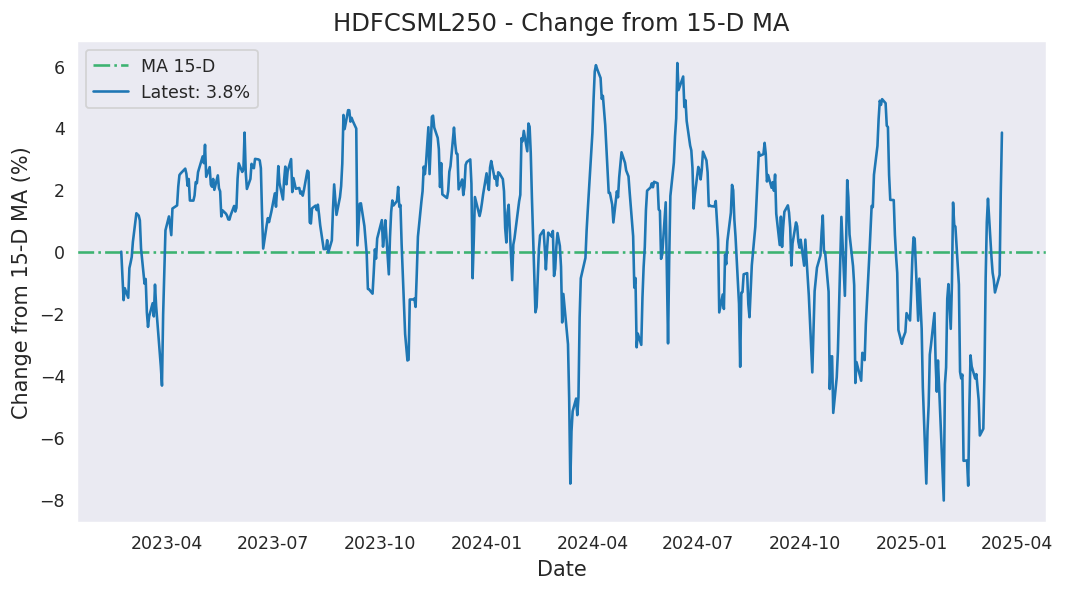 HDFCSML250 - Change from 15-D MA
MA 15-D
Latest: 3.8%
Change from 15-D MA (%)
6
4
2
0
−2
−4
−6
−8
2023-04 2023-07 2023-10 2024-01 2024-04 2024-07 2024-10 2025-01 2025-04
Date